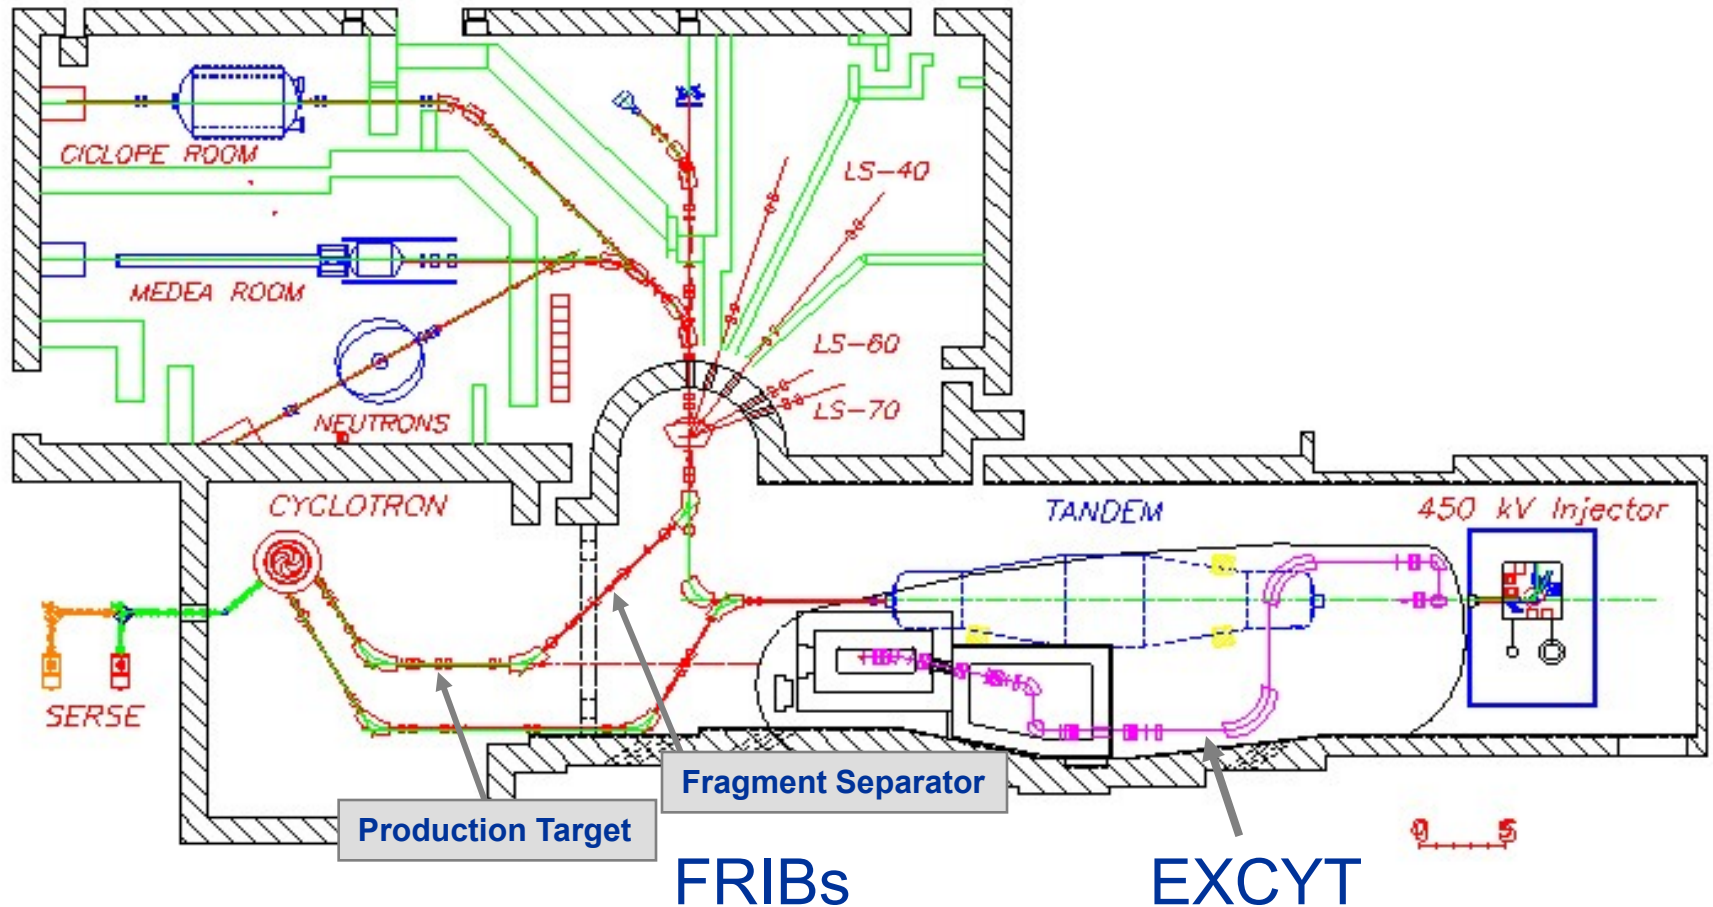 CICLOPE ROOM
LS-40
MEDEA ROOM
LS-60
LS-70
NEUTRONS
CYCLOTRON
TANDEM
450 kV Injector
SERSE
Fragment Separator
Production Target
0 5
FRIBs
EXCYT